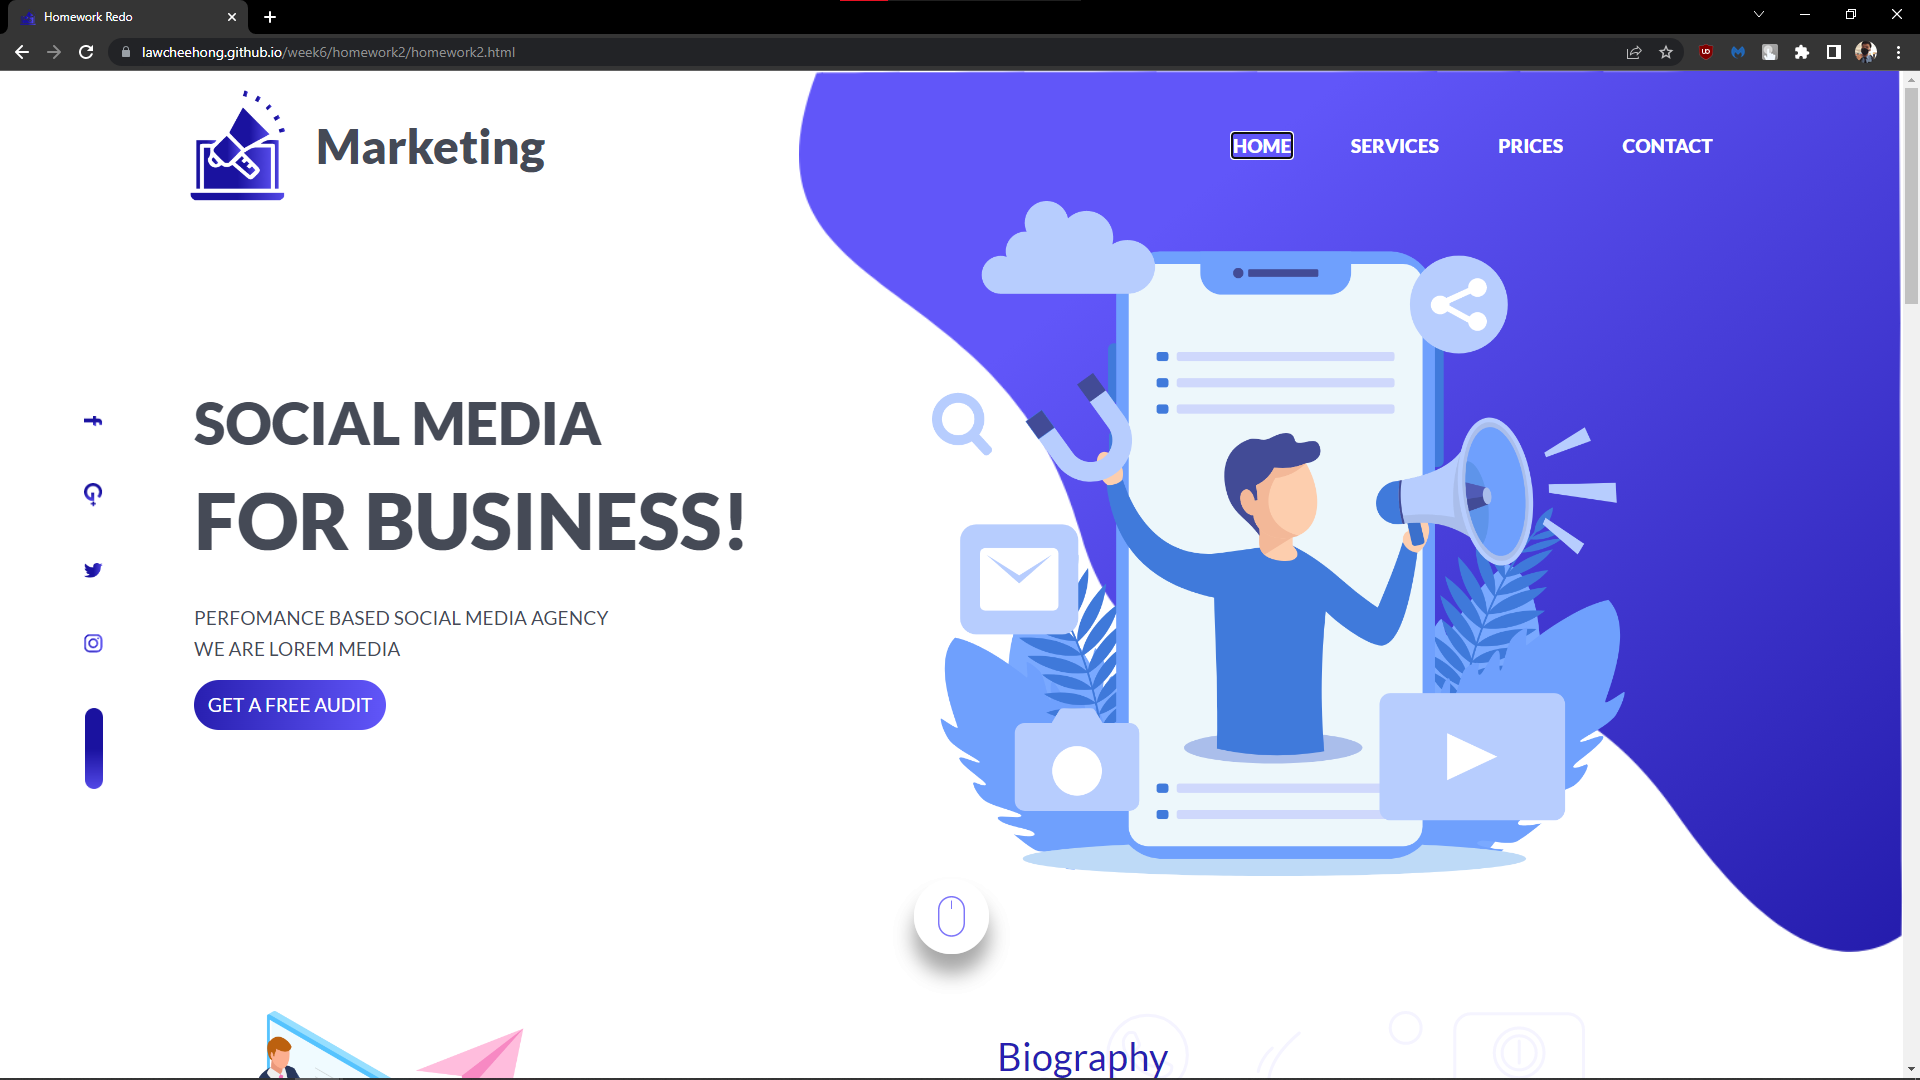 Homework Redo
lawcheehong.github.io/week6/homework2/homework2.html
Marketing
HOME SERVICES PRICES CONTACT
SOCIAL MEDIA
FOR BUSINESS!
PERFOMANCE BASED SOCIAL MEDIA AGENCY
WE ARE LOREM MEDIA
GET A FREE AUDIT
Biography